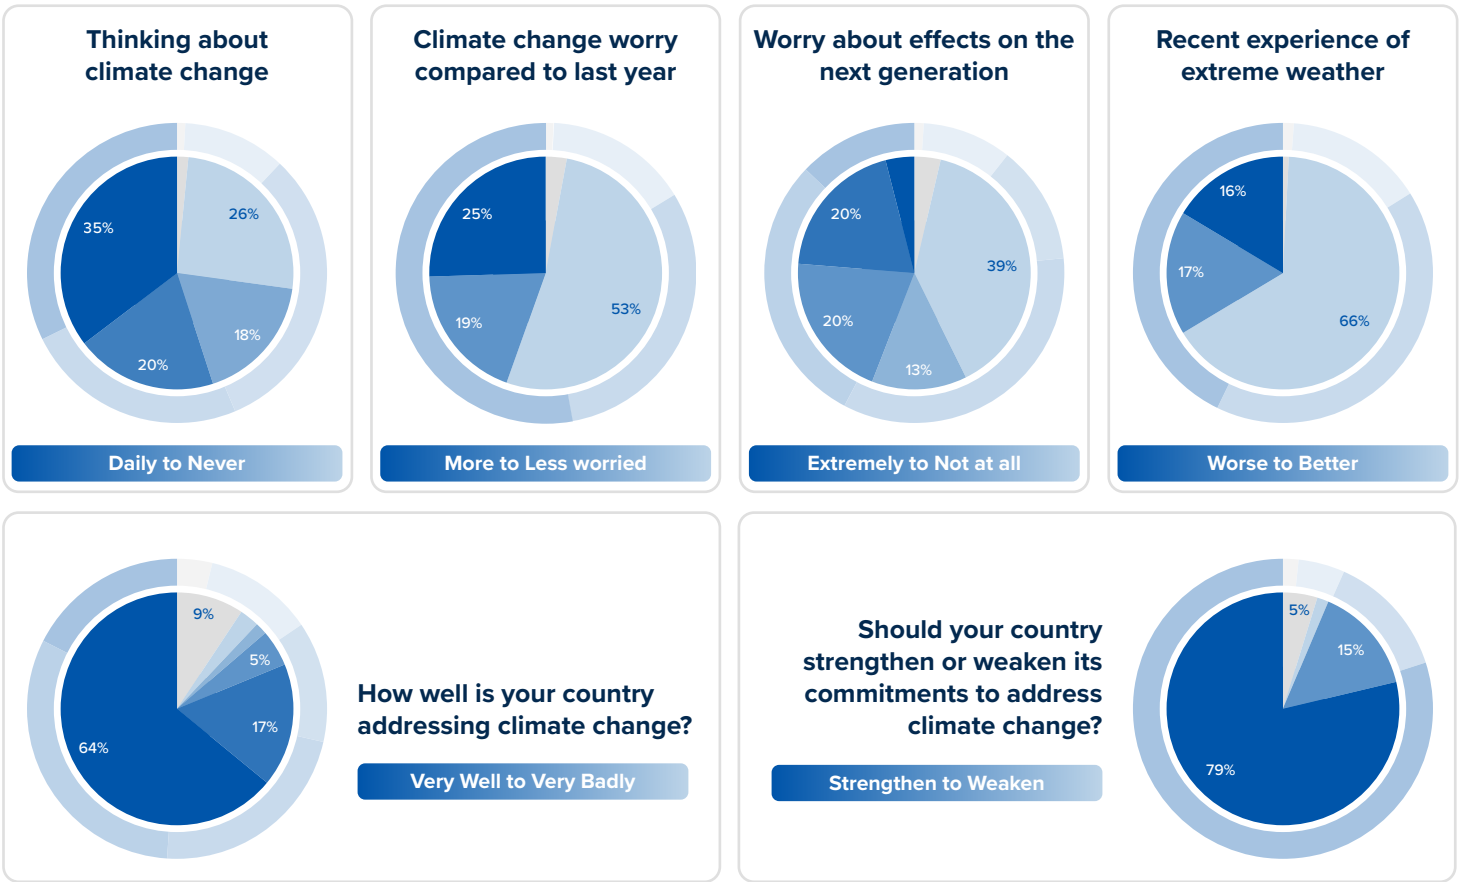 Thinking about
climate change
35%
26%
18%
20%
Daily to Never
Climate change worry
compared to last year
25%
53%
19%
More to Less worried
Worry about effects on the
next generation
20%
39%
20%
13%
Extremely to Not at all
Recent experience of
extreme weather
16%
17%
66%
Worse to Better
9%
5%
17%
64%
How well is your country
addressing climate change?
Very Well to Very Badly
Should your country
strengthen or weaken its
commitments to address
climate change?
Strengthen to Weaken
5%
15%
79%